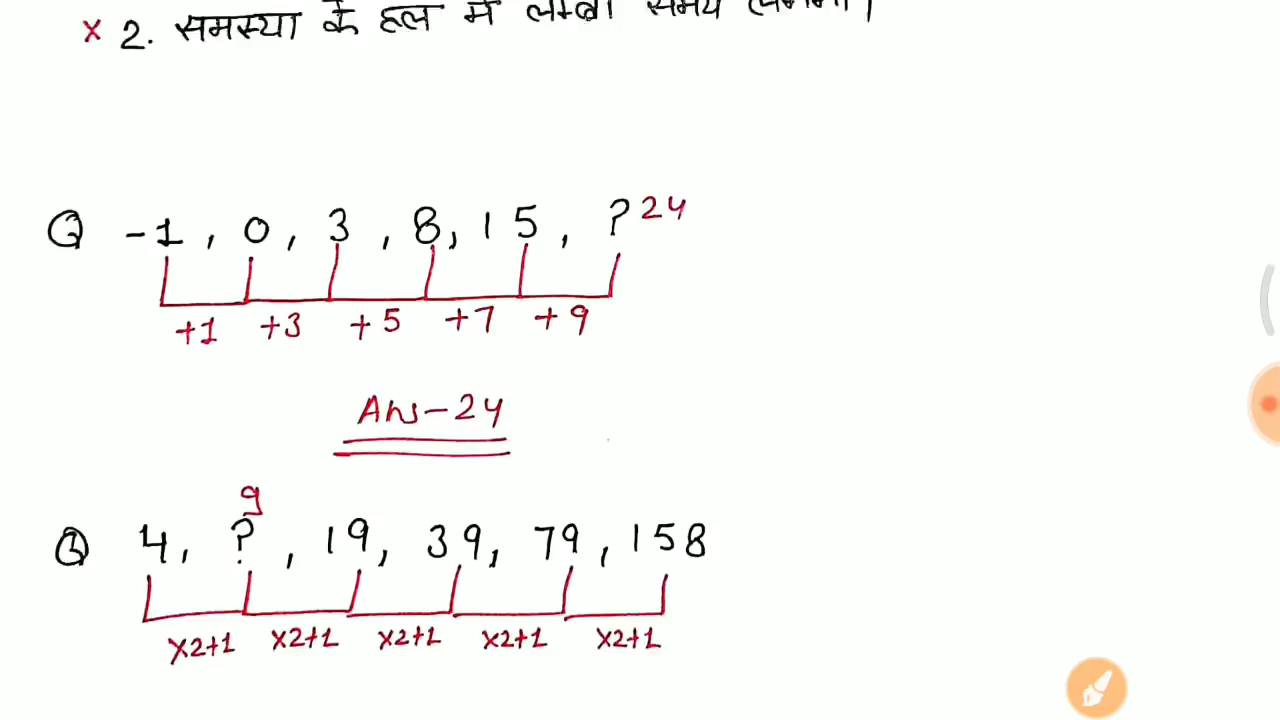 × 2. समस्या के हल में लम्बा समय लगना।
Q -1, 0, 3, 8, 15, ? 24
+1 +3 +5 +7 +9
Ans-24
9
Q 4, ?, 19, 39, 79, 158
×2+1 ×2+1 ×2+1 ×2+1 ×2+1